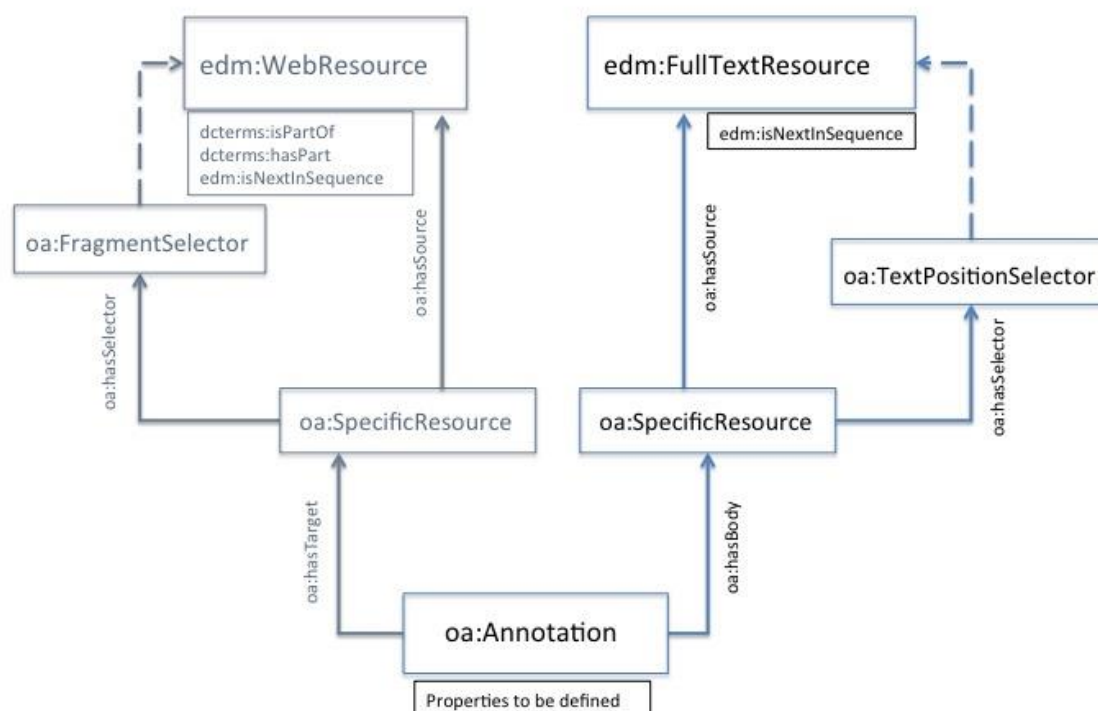 edm:WebResource
edm:FullTextResource
dcterms:isPartOf
dcterms:hasPart
edm:isNextInSequence
edm:isNextInSequence
oa:FragmentSelector
oa:hasSource
oa:hasSource
oa:TextPositionSelector
oa:hasSelector
oa:hasSelector
oa:SpecificResource
oa:SpecificResource
oa:hasTarget
oa:hasBody
oa:Annotation
Properties to be defined